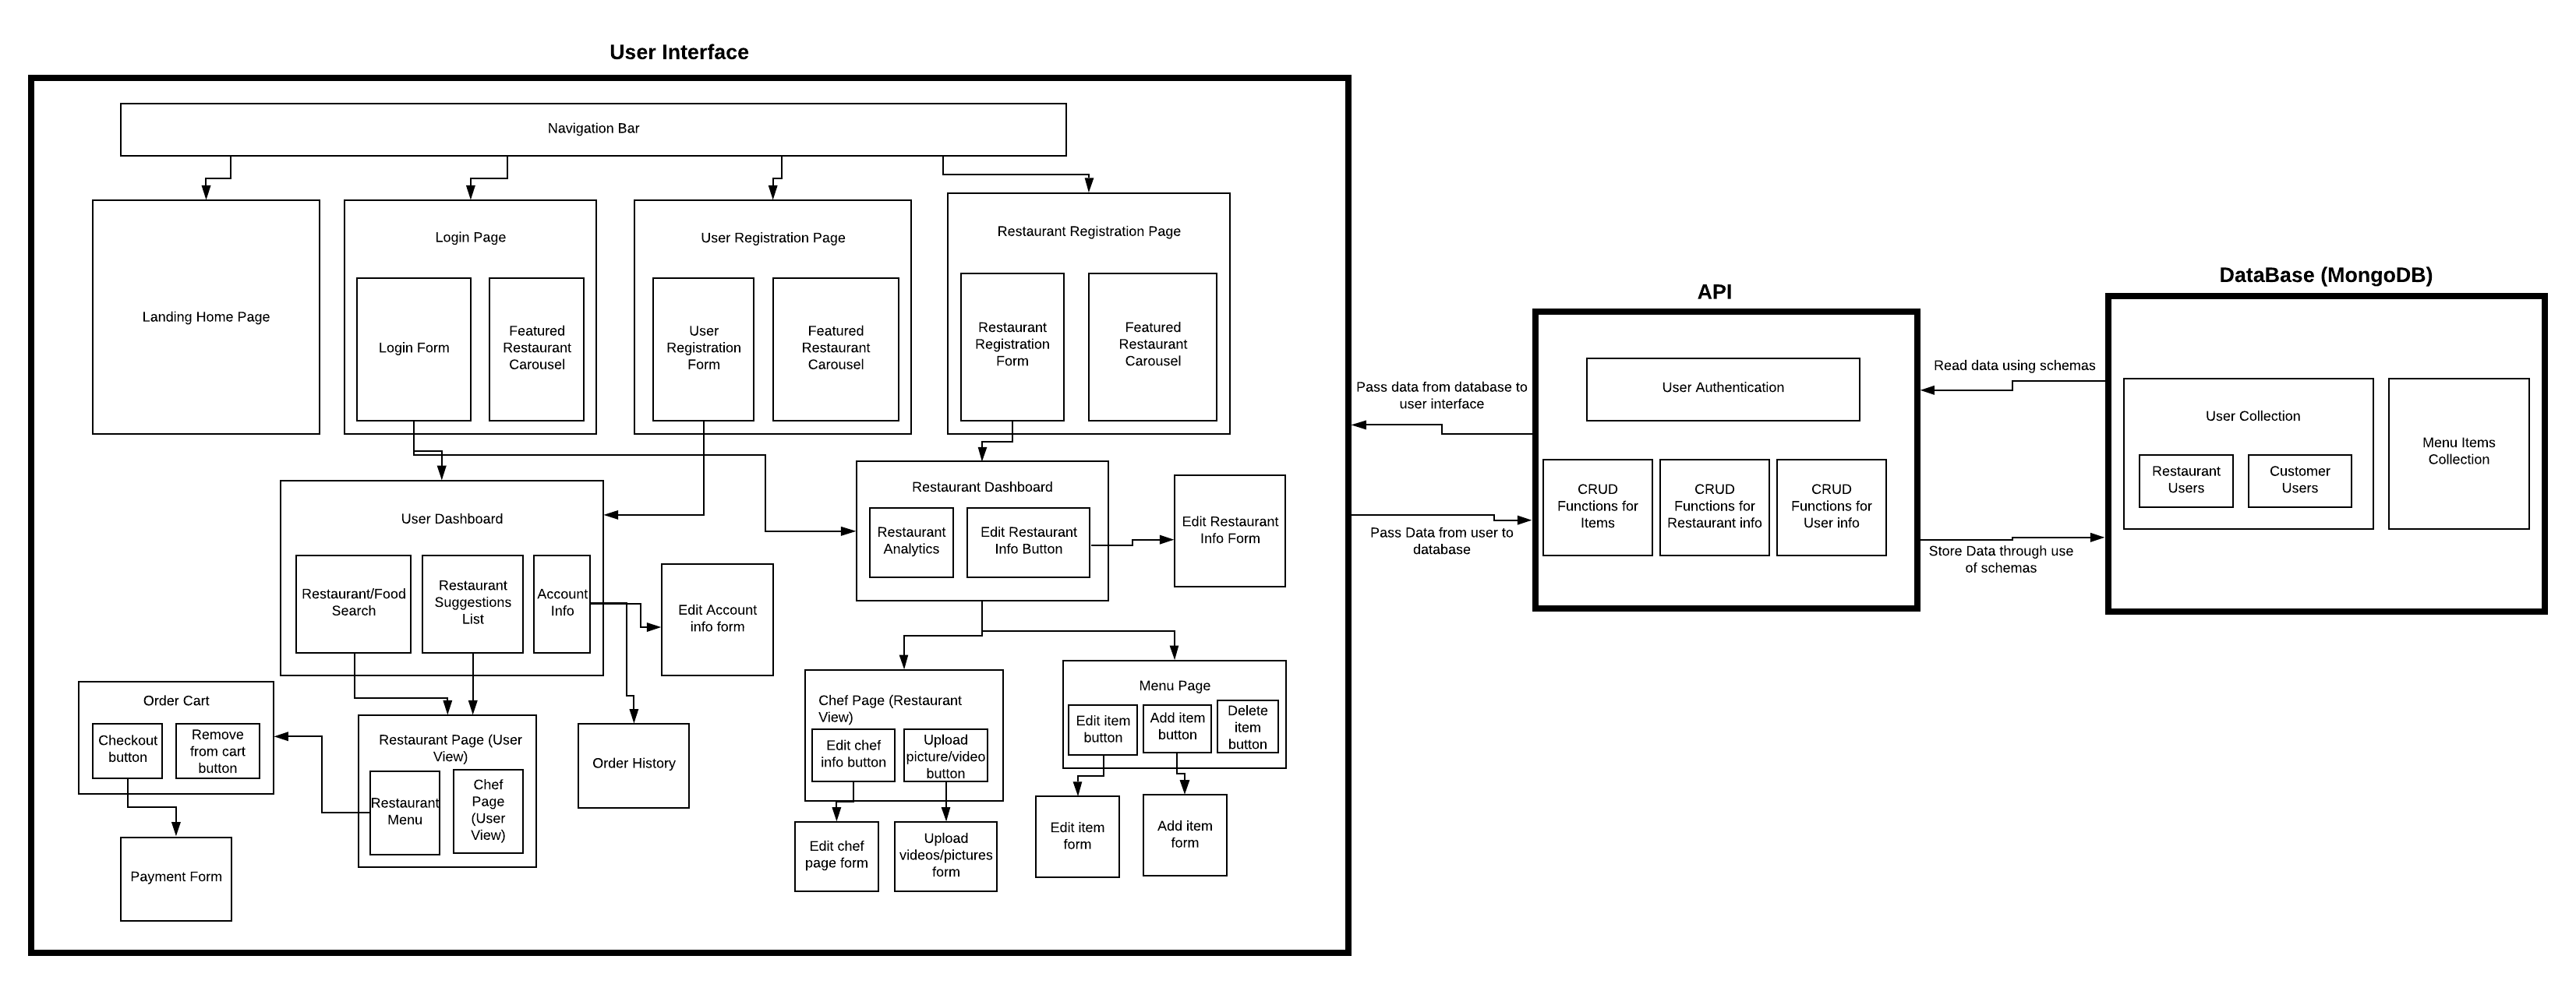 User Interface
Navigation Bar
Landing Home Page
Login Page
Login Form
Featured
Restaurant
Carousel
User Registration Page
User
Registration
Form
Featured
Restaurant
Carousel
Restaurant Registration Page
Restaurant
Registration
Form
Featured
Restaurant
Carousel
User Dashboard
Restaurant/Food
Search
Restaurant
Suggestions
List
Account
Info
Edit Account
info form
Restaurant Dashboard
Restaurant
Analytics
Edit Restaurant
Info Button
Edit Restaurant
Info Form
Order Cart
Checkout
button
Remove
from cart
button
Payment Form
Restaurant Page (User
View)
Restaurant
Menu
Chef
Page
(User
View)
Order History
Chef Page (Restaurant
View)
Edit chef
info button
Upload
picture/video
button
Edit chef
page form
Upload
videos/pictures
form
Menu Page
Edit item
button
Add item
button
Delete
item
button
Edit item
form
Add item
form
Pass data from database to
user interface
Pass Data from user to
database
API
User Authentication
CRUD
Functions for
Items
CRUD
Functions for
Restaurant info
CRUD
Functions for
User info
Read data using schemas
Store Data through use
of schemas
DataBase (MongoDB)
User Collection
Restaurant
Users
Customer
Users
Menu Items
Collection